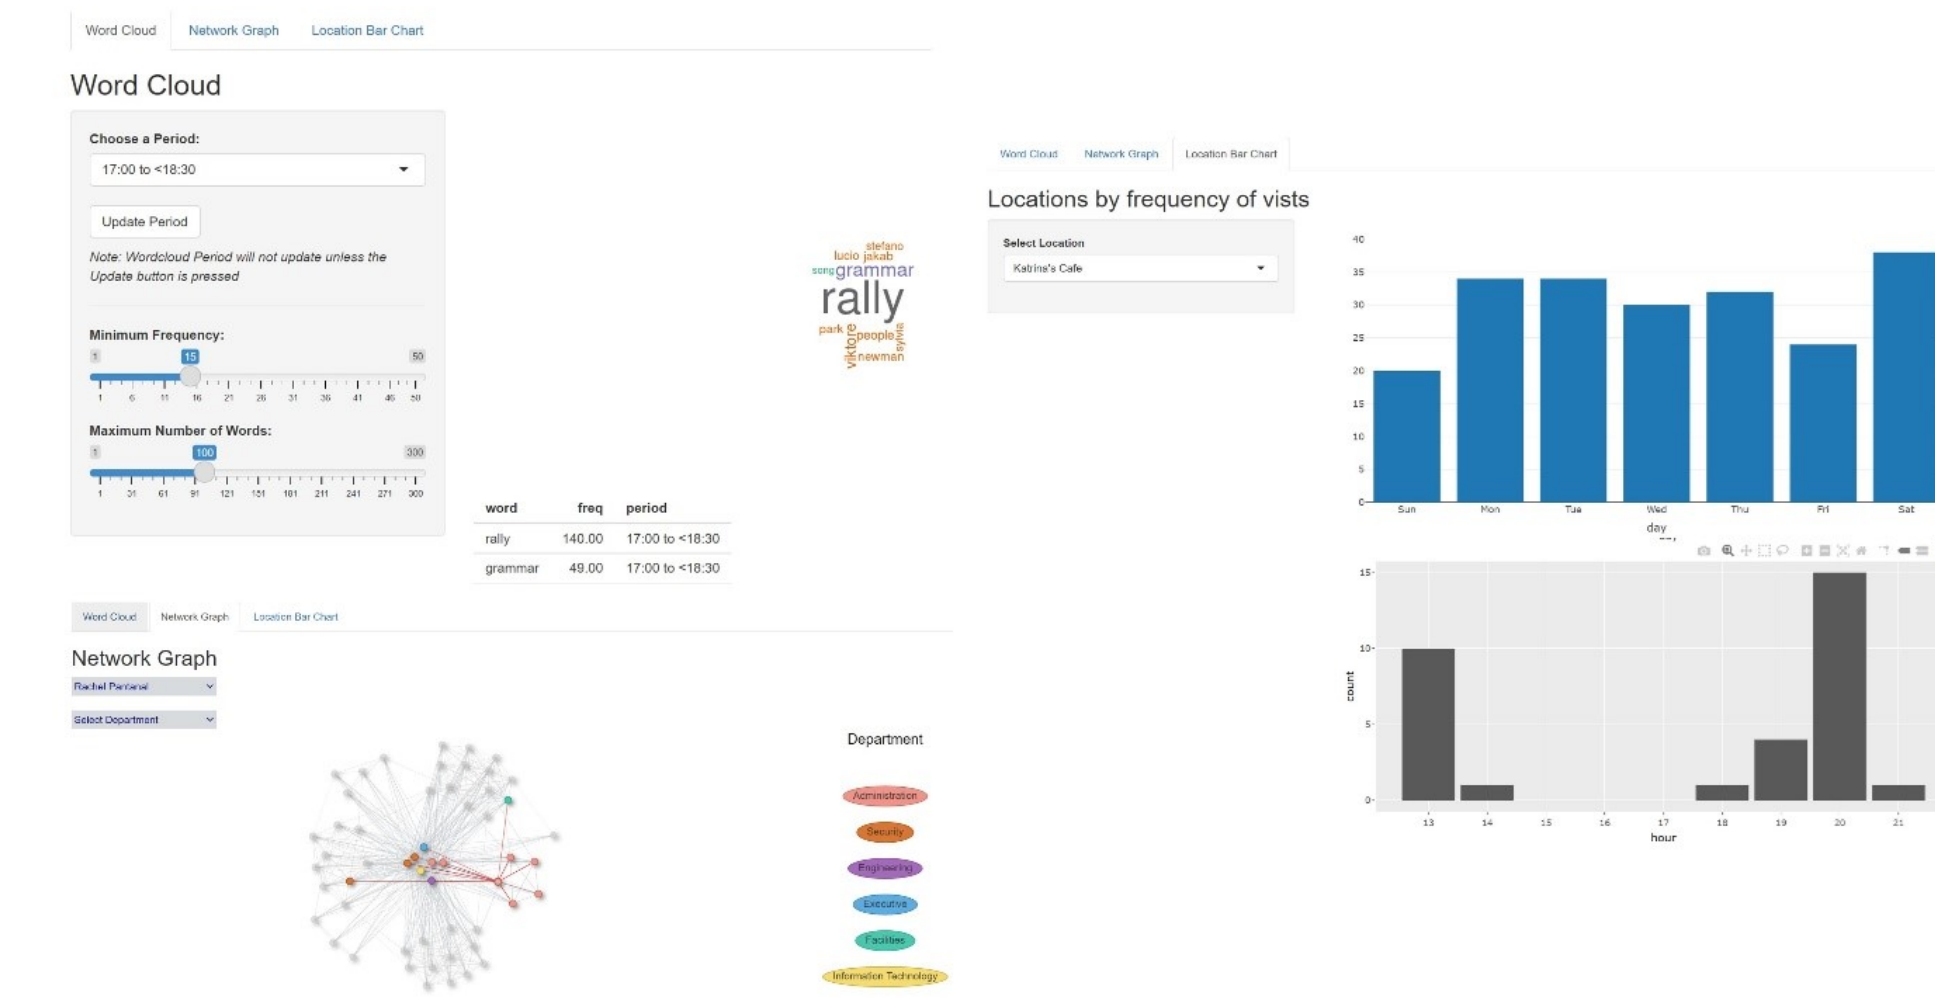 Word Cloud Network Graph Location Bar Chart
Word Cloud
Choose a Period:
17:00 to <18:30
Update Period
Note: Wordcloud Period will not update unless the
Update button is pressed
Minimum Frequency:
1 15 50
1 6 11 16 21 26 31 36 41 46 50
Maximum Number of Words:
1 100 300
1 31 61 91 121 151 181 211 241 271 300
stefano
lucio jakab
song grammar
rally
park viktore people sylvia
newman
word freq period
rally 140.00 17:00 to <18:30
grammar 49.00 17:00 to <18:30
Word Cloud Network Graph Location Bar Chart
Network Graph
Rachel Pantanal
Select Department
Department
Administration
Security
Engineering
Executive
Facilities
Information Technology
Word Cloud Network Graph Location Bar Chart
Locations by frequency of vists
Select Location
Katrina's Cafe
40
35
30
25
20
15
10
5
0
Sun Mon Tue Wed Thu Fri Sat
day
15
10
5
0
count
13 14 15 16 17 18 19 20 21
hour